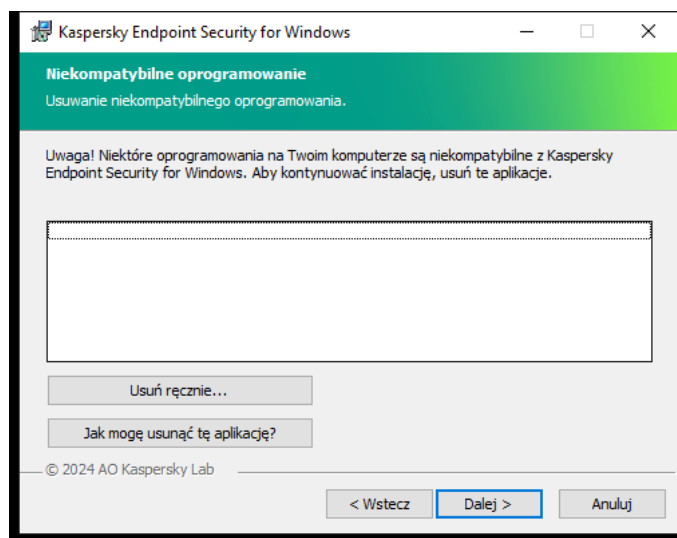 Kaspersky Endpoint Security for Windows
Niekompatybilne oprogramowanie
Usuwanie niekompatybilnego oprogramowania.
Uwaga! Niektóre oprogramowania na Twoim komputerze są niekompatybilne z Kaspersky
Endpoint Security for Windows. Aby kontynuować instalację, usuń te aplikacje.
Usuń ręcznie...
Jak mogę usunąć tę aplikację?
© 2024 AO Kaspersky Lab
< Wstecz Dalej > Anuluj